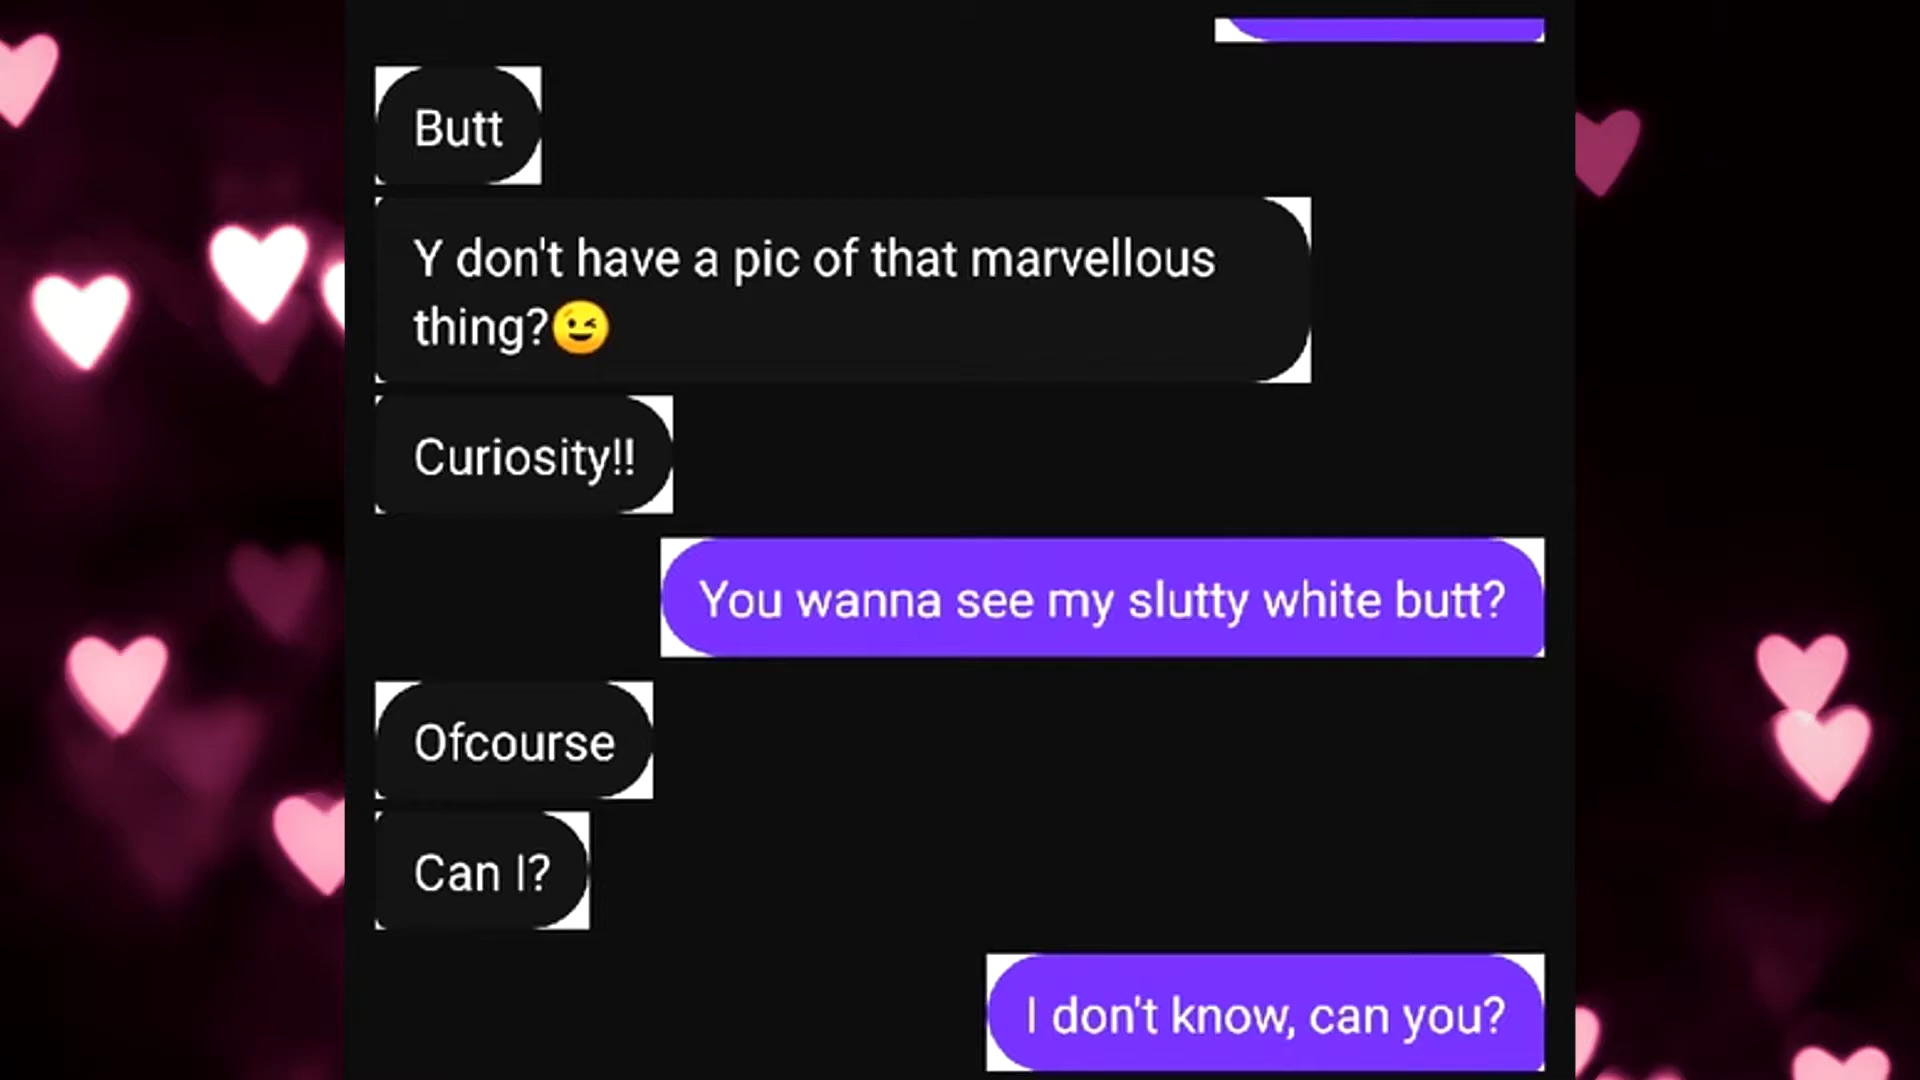 Butt
Y don't have a pic of that marvellous
thing?😉
Curiosity!!
You wanna see my slutty white butt?
Ofcourse
Can I?
I don't know, can you?